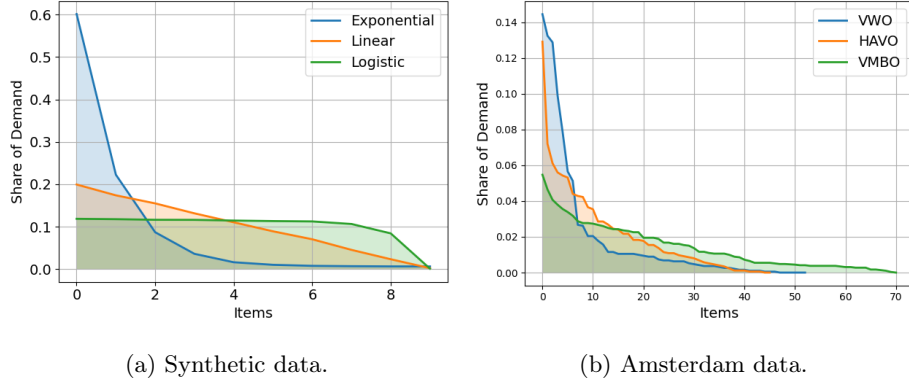 Exponential
Linear
Logistic
Share of Demand
0.6
0.5
0.4
0.3
0.2
0.1
0.0
0 2 4 6 8
Items
(a) Synthetic data.
VWO
HAVO
VMBO
Share of Demand
0.14
0.12
0.10
0.08
0.06
0.04
0.02
0.00
0 10 20 30 40 50 60 70
Items
(b) Amsterdam data.